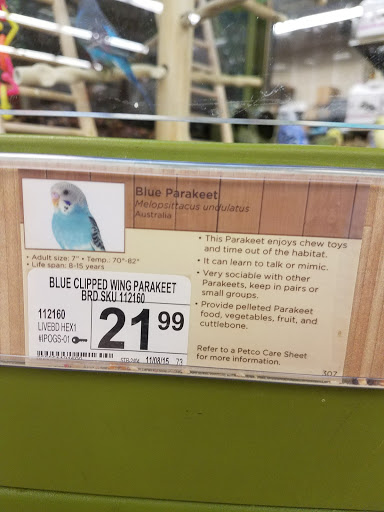 Blue Parakeet
Melopsittacus undulatus
Australia
• Adult size: 7" • Temp.: 70°-82°
• Life span: 8-15 years
• This Parakeet enjoys chew toys
and time out of the habitat.
• It can learn to talk or mimic.
• Very sociable with other
Parakeets, keep in pairs or
small groups.
• Provide pelleted Parakeet
food, vegetables, fruit, and
cuttlebone.
Refer to a Petco Care Sheet
for more information.
307
BLUE CLIPPED WING PARAKEET
BRD.SKU.112160
112160
LIVEBD HEX1
#IPOGS-01
21 99
11/08/15 73